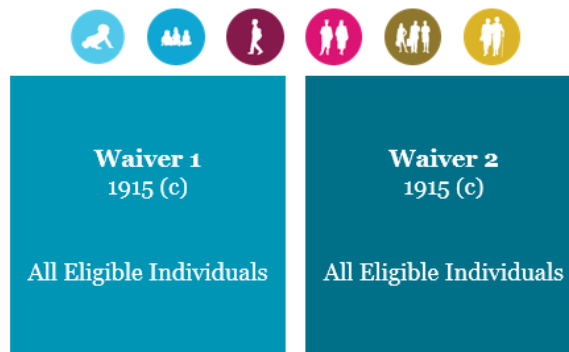 Waiver 1
1915 (c)
All Eligible Individuals
Waiver 2
1915 (c)
All Eligible Individuals